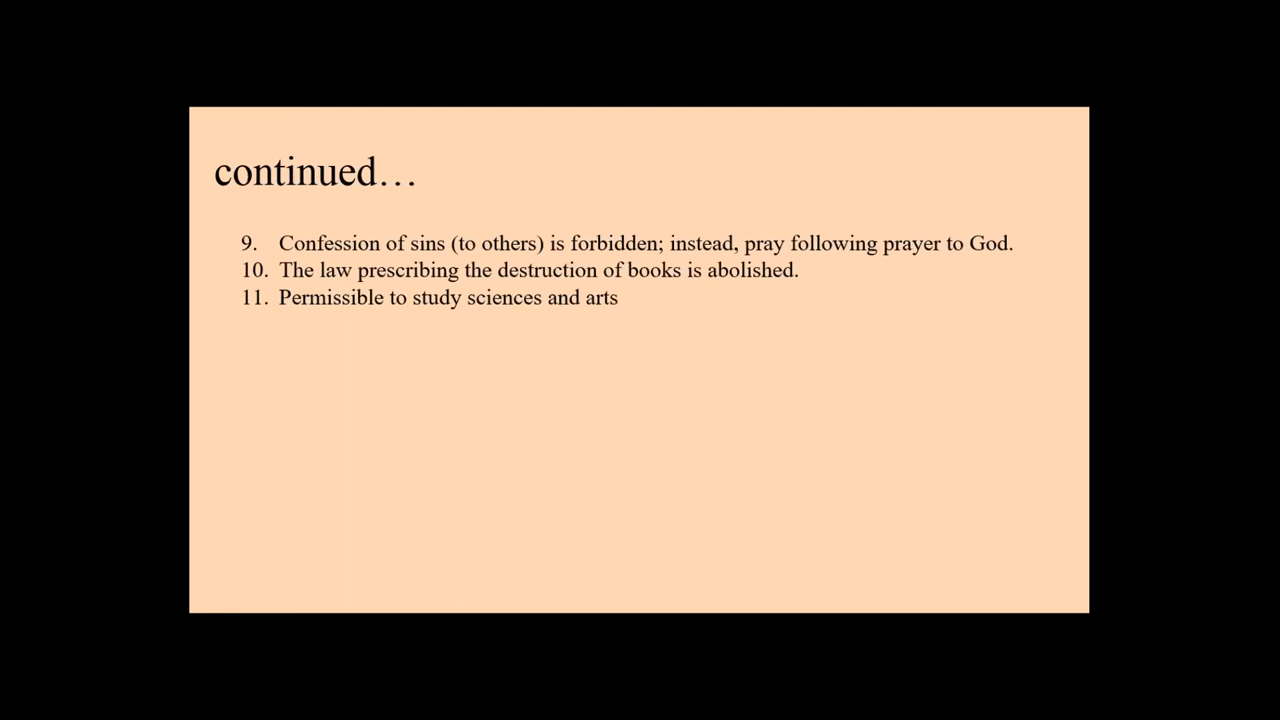 continued…
9. Confession of sins (to others) is forbidden; instead, pray following prayer to God.
10. The law prescribing the destruction of books is abolished.
11. Permissible to study sciences and arts